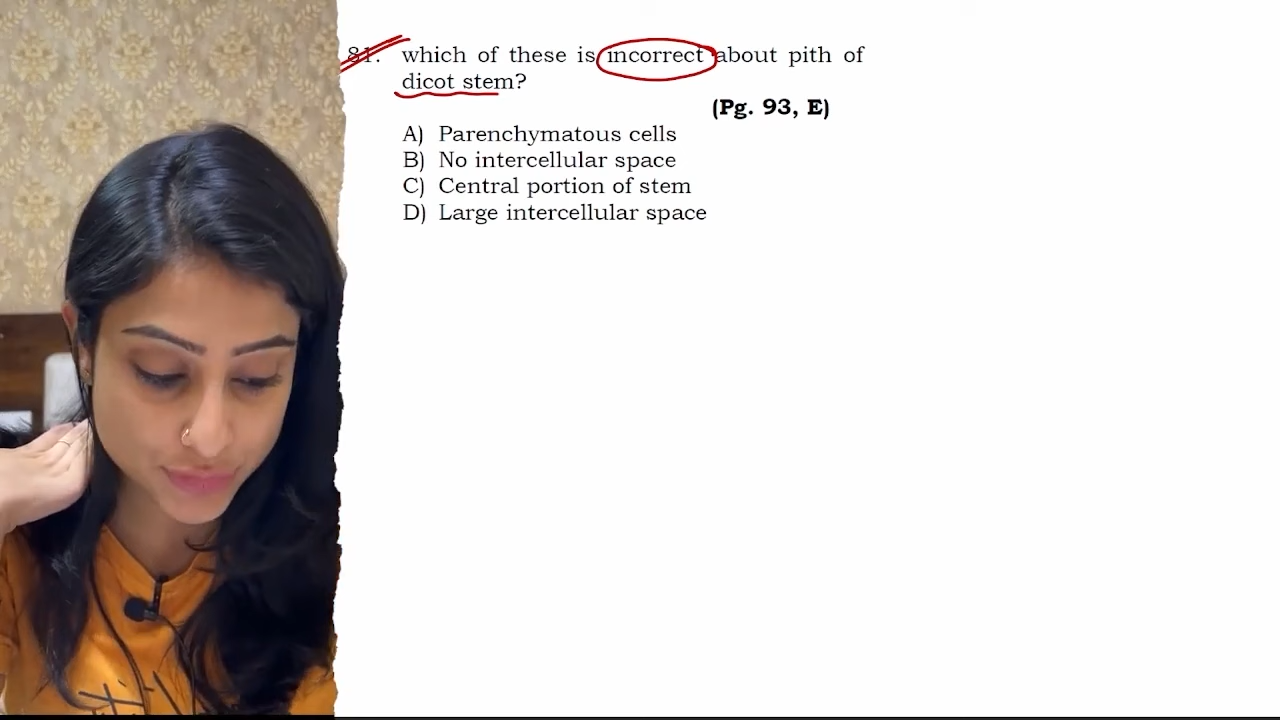 81. which of these is incorrect about pith of
dicot stem?
(Pg. 93, E)
A) Parenchymatous cells
B) No intercellular space
C) Central portion of stem
D) Large intercellular space